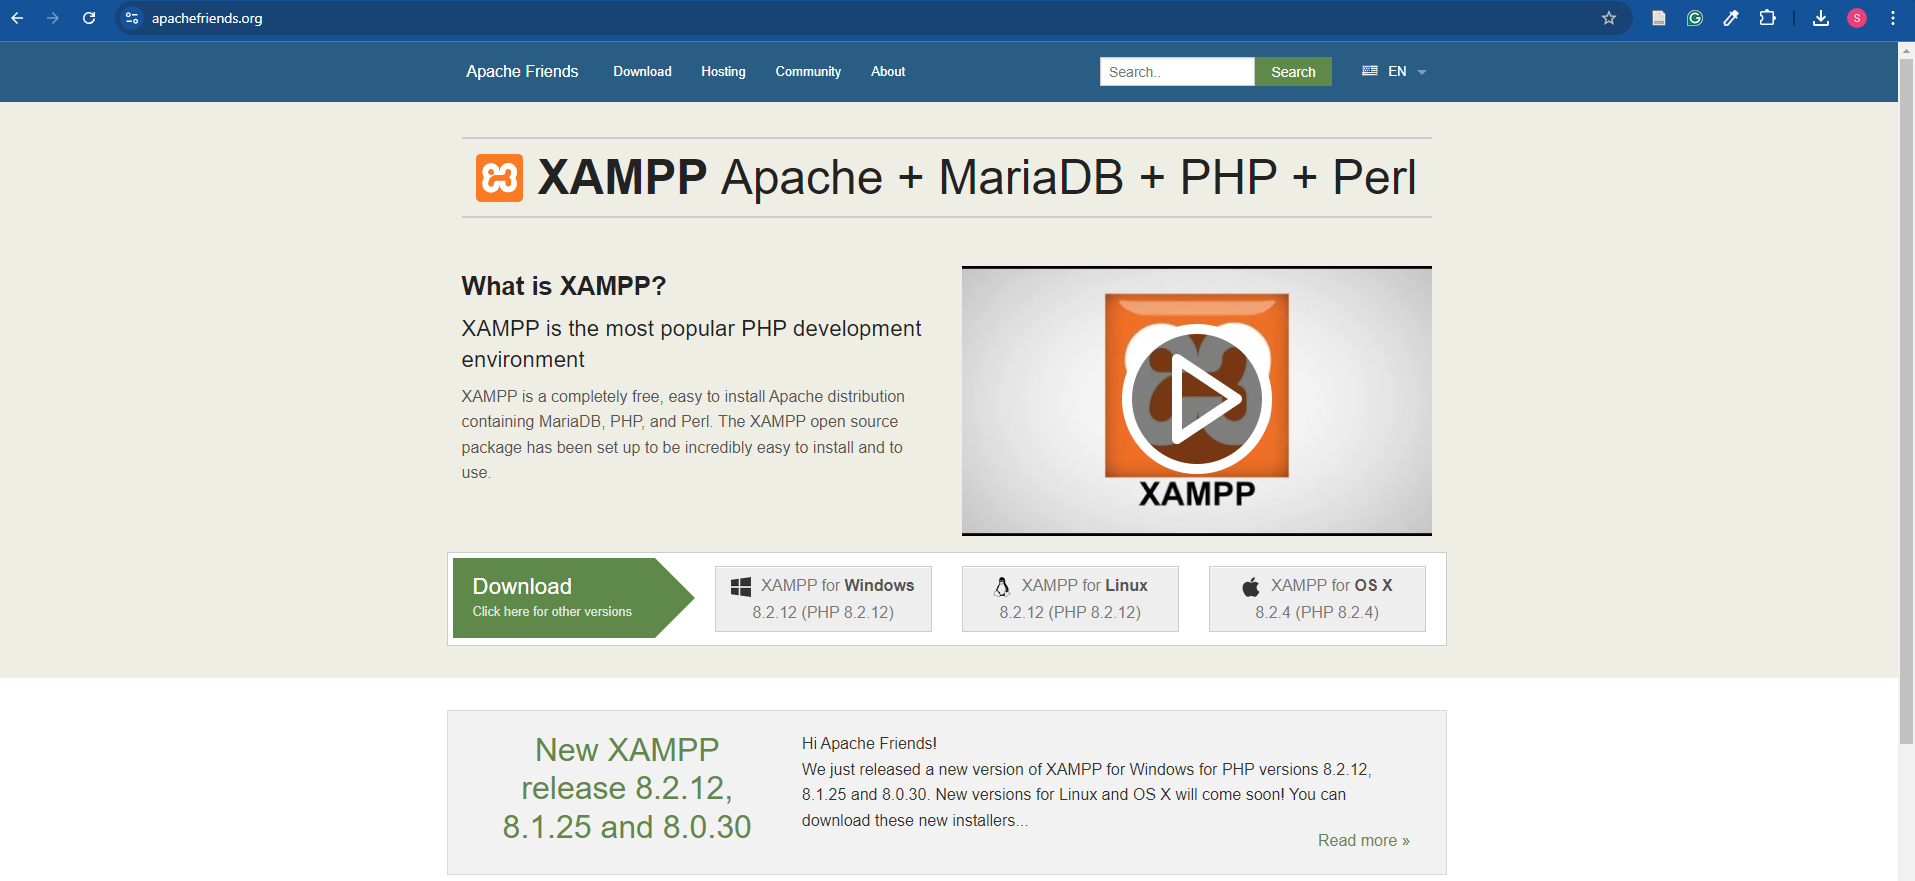 apachefriends.org
S
Apache Friends
Download
Hosting
Community
About
Search..
Search
EN
XAMPP Apache + MariaDB + PHP + Perl
What is XAMPP?
XAMPP is the most popular PHP development
environment
XAMPP is a completely free, easy to install Apache distribution
containing MariaDB, PHP, and Perl. The XAMPP open source
package has been set up to be incredibly easy to install and to
use.
XAMPP
Download
Click here for other versions
XAMPP for Windows
8.2.12 (PHP 8.2.12)
XAMPP for Linux
8.2.12 (PHP 8.2.12)
XAMPP for OS X
8.2.4 (PHP 8.2.4)
New XAMPP
release 8.2.12,
8.1.25 and 8.0.30
Hi Apache Friends!
We just released a new version of XAMPP for Windows for PHP versions 8.2.12,
8.1.25 and 8.0.30. New versions for Linux and OS X will come soon! You can
download these new installers...
Read more »